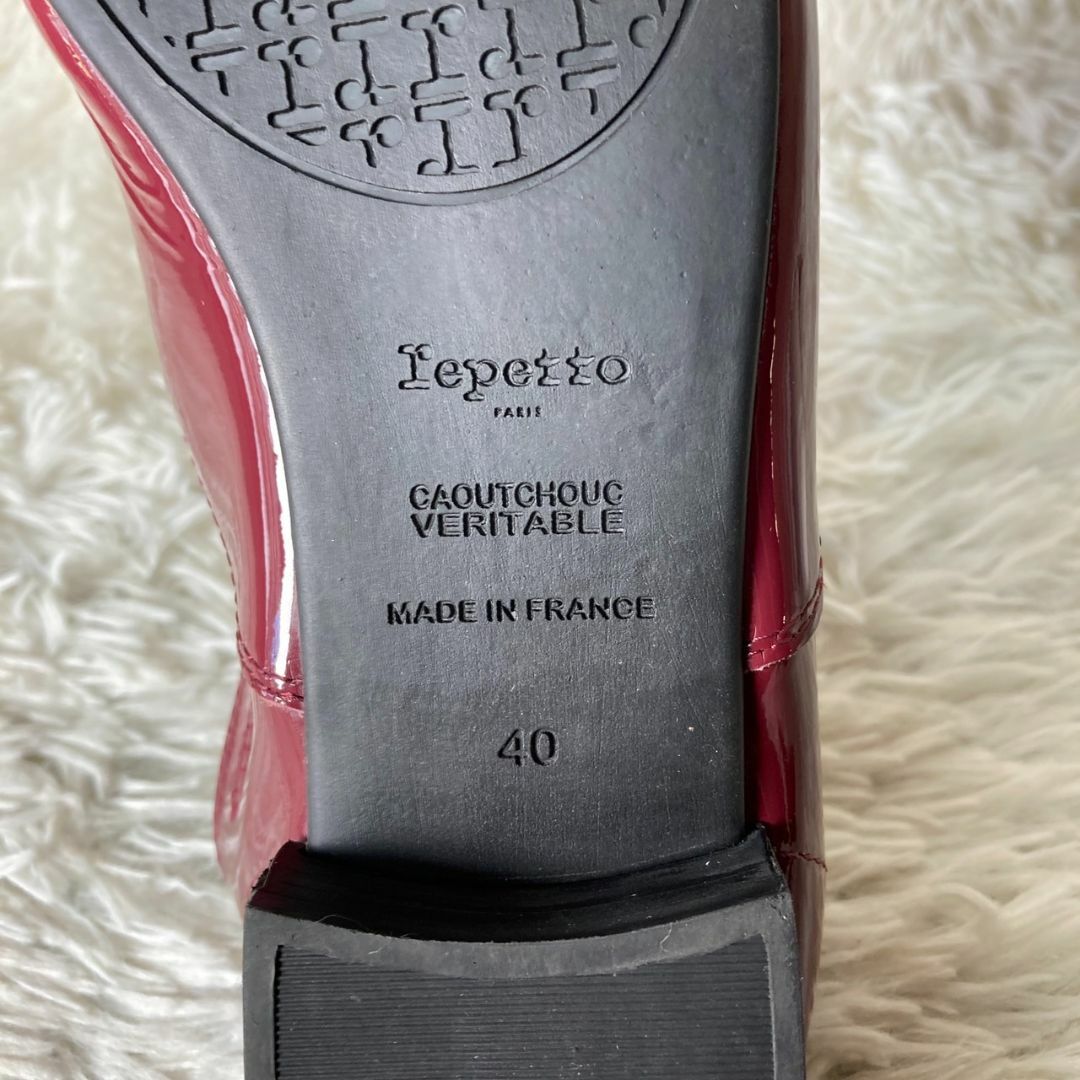 repetto
PARIS
CAOUTCHOUC
VERITABLE
MADE IN FRANCE
40